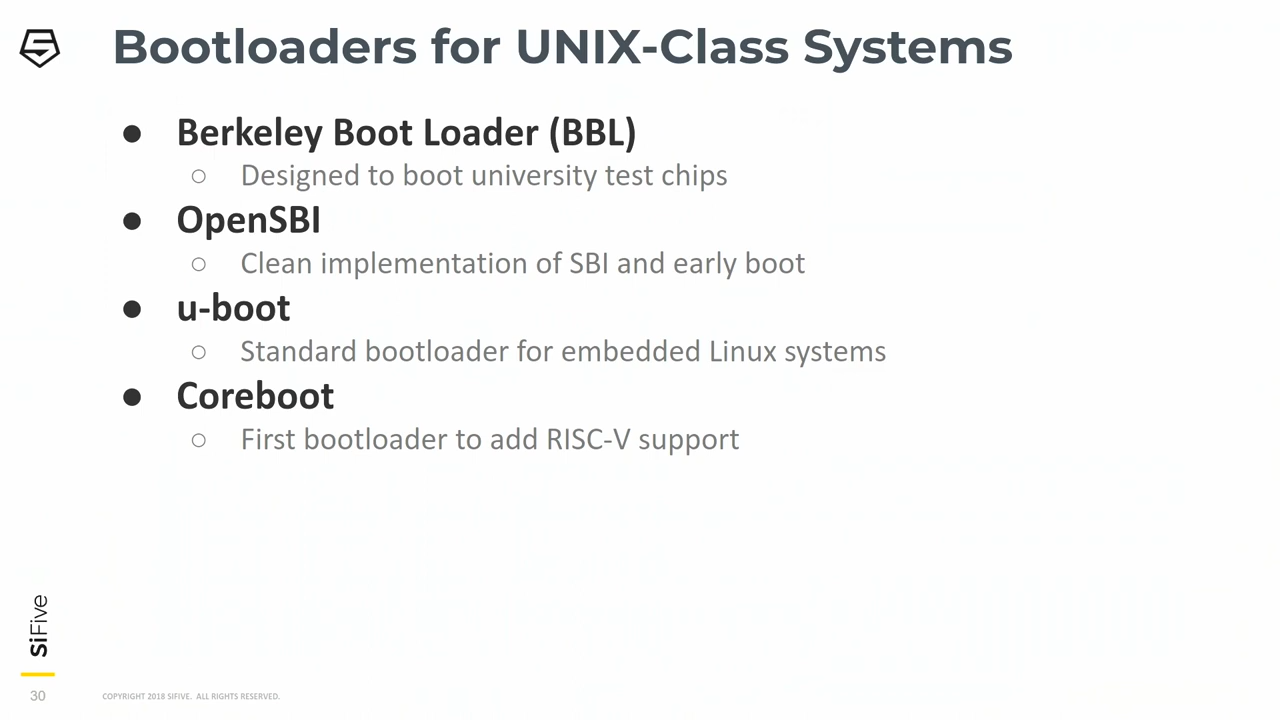 Bootloaders for UNIX-Class Systems
● Berkeley Boot Loader (BBL)
○ Designed to boot university test chips
● OpenSBI
○ Clean implementation of SBI and early boot
● u-boot
○ Standard bootloader for embedded Linux systems
● Coreboot
○ First bootloader to add RISC-V support
SiFive
30
COPYRIGHT 2018 SIFIVE. ALL RIGHTS RESERVED.